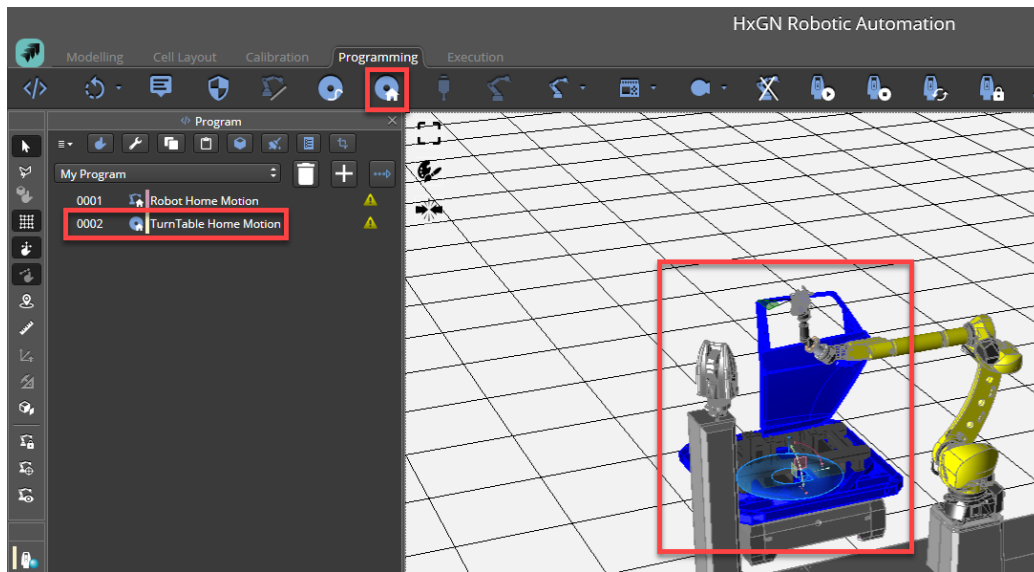 HxGN Robotic Automation
Modelling Cell Layout Calibration Programming Execution
Program
My Program
0001 Robot Home Motion
0002 TurnTable Home Motion